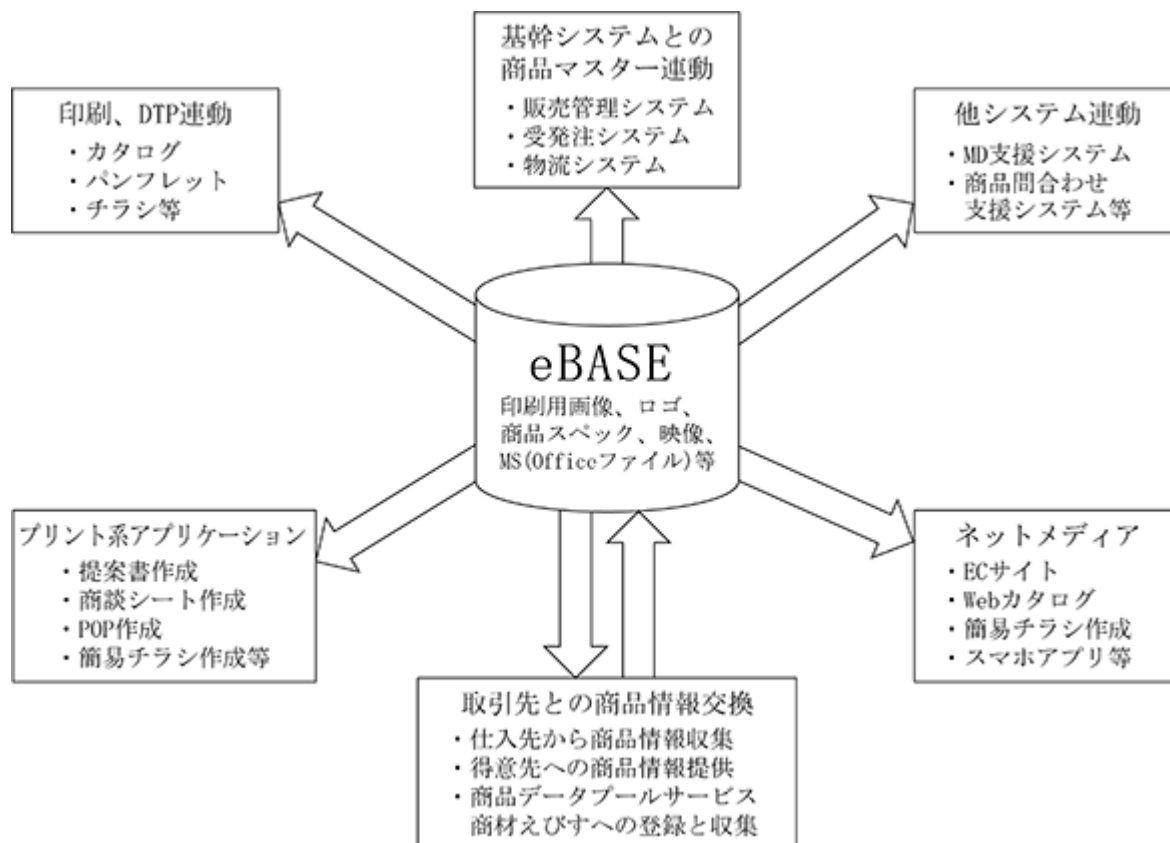 基幹システムとの
商品マスター連動
・販売管理システム
・受発注システム
・物流システム
印刷、DTP連動
・カタログ
・パンフレット
・チラシ等
他システム連動
・MD支援システム
・商品問合わせ
支援システム等
eBASE
印刷用画像、ロゴ、
商品スペック、映像、
MS(Officeファイル)等
プリント系アプリケーション
・提案書作成
・商談シート作成
・POP作成
・簡易チラシ作成等
ネットメディア
・ECサイト
・Webカタログ
・簡易チラシ作成
・スマホアプリ等
取引先との商品情報交換
・仕入先から商品情報収集
・得意先への商品情報提供
・商品データプールサービス
商材えびすへの登録と収集